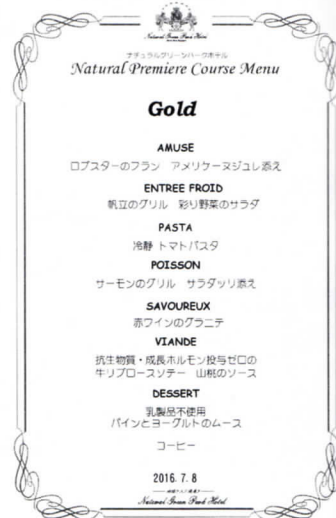 Natural Green Park Hotel
ナチュラルグリーンパークホテル
Natural Premiere Course Menu
Gold
AMUSE
ロブスターのフラン アメリケーヌジュレ添え
ENTREE FROID
帆立のグリル 彩り野菜のサラダ
PASTA
冷静 トマトパスタ
POISSON
サーモンのグリル サラダッリ添え
SAVOUREUX
赤ワインのグラニテ
VIANDE
抗生物質・成長ホルモン投与ゼロの
牛リブロースソテー 山桃のソース
DESSERT
乳製品不使用
パインとヨーグルトのムース
コーヒー
2016.7.8
Natural Green Park Hotel